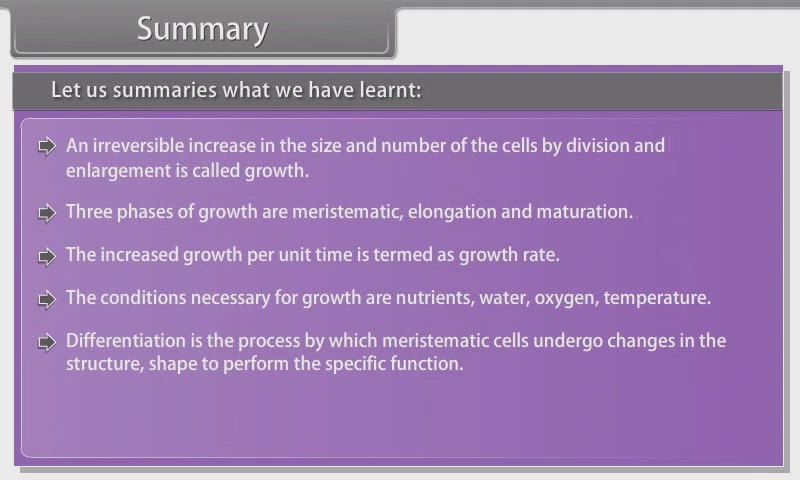 Summary
Let us summaries what we have learnt:
An irreversible increase in the size and number of the cells by division and
enlargement is called growth.
Three phases of growth are meristematic, elongation and maturation.
The increased growth per unit time is termed as growth rate.
The conditions necessary for growth are nutrients, water, oxygen, temperature.
Differentiation is the process by which meristematic cells undergo changes in the
structure, shape to perform the specific function.